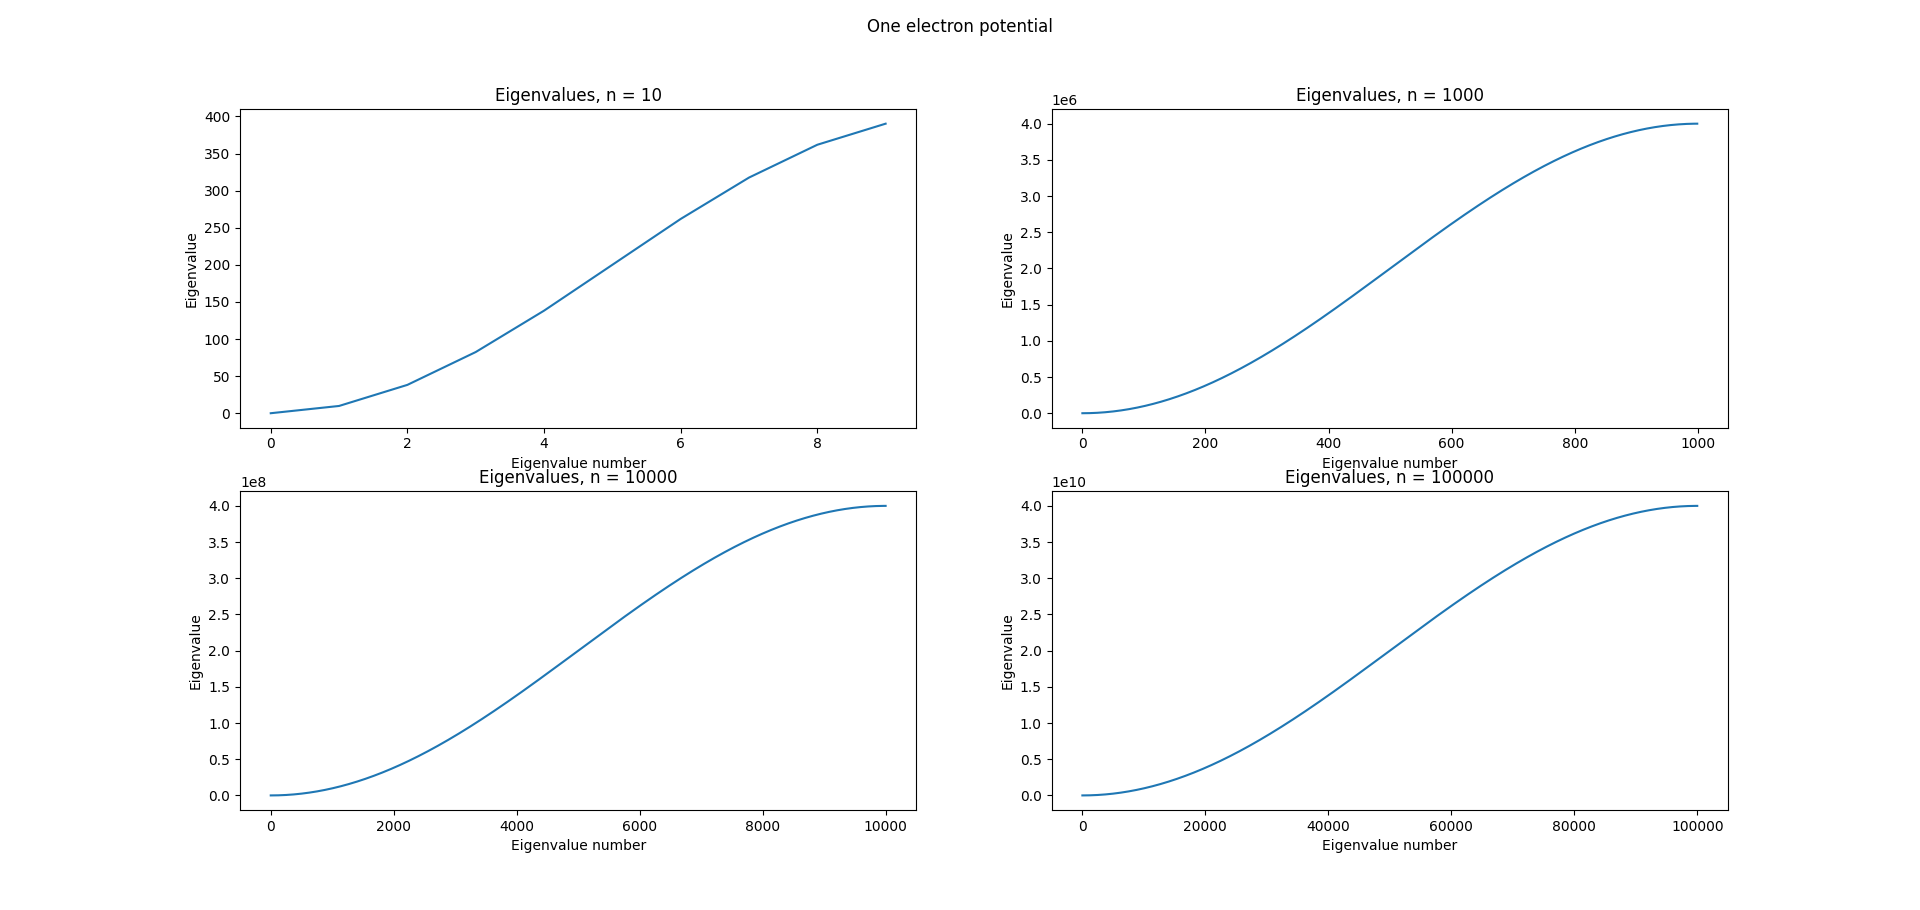 One electron potential
Eigenvalues, n = 10
400
350
300
250
200
150
100
50
0
Eigenvalue
0 2 4 6 8
Eigenvalue number
Eigenvalues, n = 1000
1e6
4.0
3.5
3.0
2.5
2.0
1.5
1.0
0.5
0.0
Eigenvalue
0 200 400 600 800 1000
Eigenvalue number
Eigenvalues, n = 10000
1e8
4.0
3.5
3.0
2.5
2.0
1.5
1.0
0.5
0.0
Eigenvalue
0 2000 4000 6000 8000 10000
Eigenvalue number
Eigenvalues, n = 100000
1e10
4.0
3.5
3.0
2.5
2.0
1.5
1.0
0.5
0.0
Eigenvalue
0 20000 40000 60000 80000 100000
Eigenvalue number